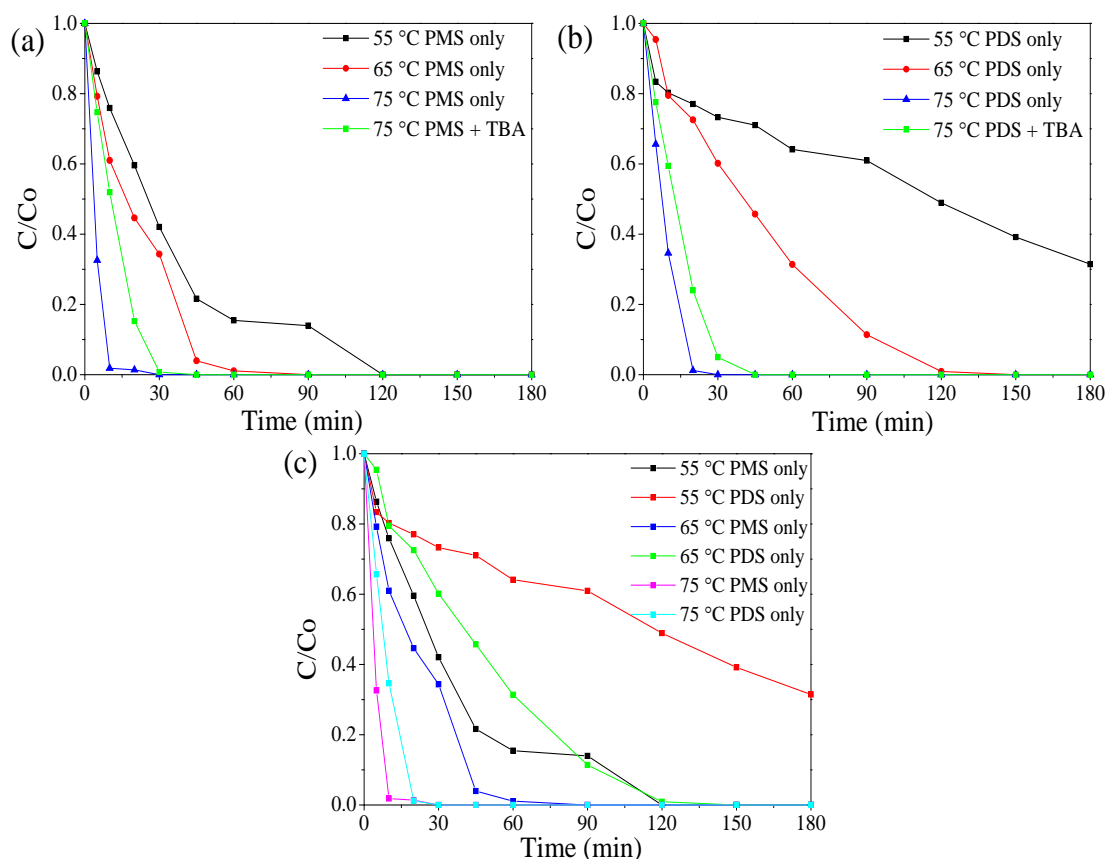 (a)
55 °C PMS only
65 °C PMS only
75 °C PMS only
75 °C PMS + TBA
C/Co
1.0
0.8
0.6
0.4
0.2
0.0
0 30 60 90 120 150 180
Time (min)
(b)
55 °C PDS only
65 °C PDS only
75 °C PDS only
75 °C PDS + TBA
C/Co
1.0
0.8
0.6
0.4
0.2
0.0
0 30 60 90 120 150 180
Time (min)
(c)
55 °C PMS only
55 °C PDS only
65 °C PMS only
65 °C PDS only
75 °C PMS only
75 °C PDS only
C/Co
1.0
0.8
0.6
0.4
0.2
0.0
0 30 60 90 120 150 180
Time (min)